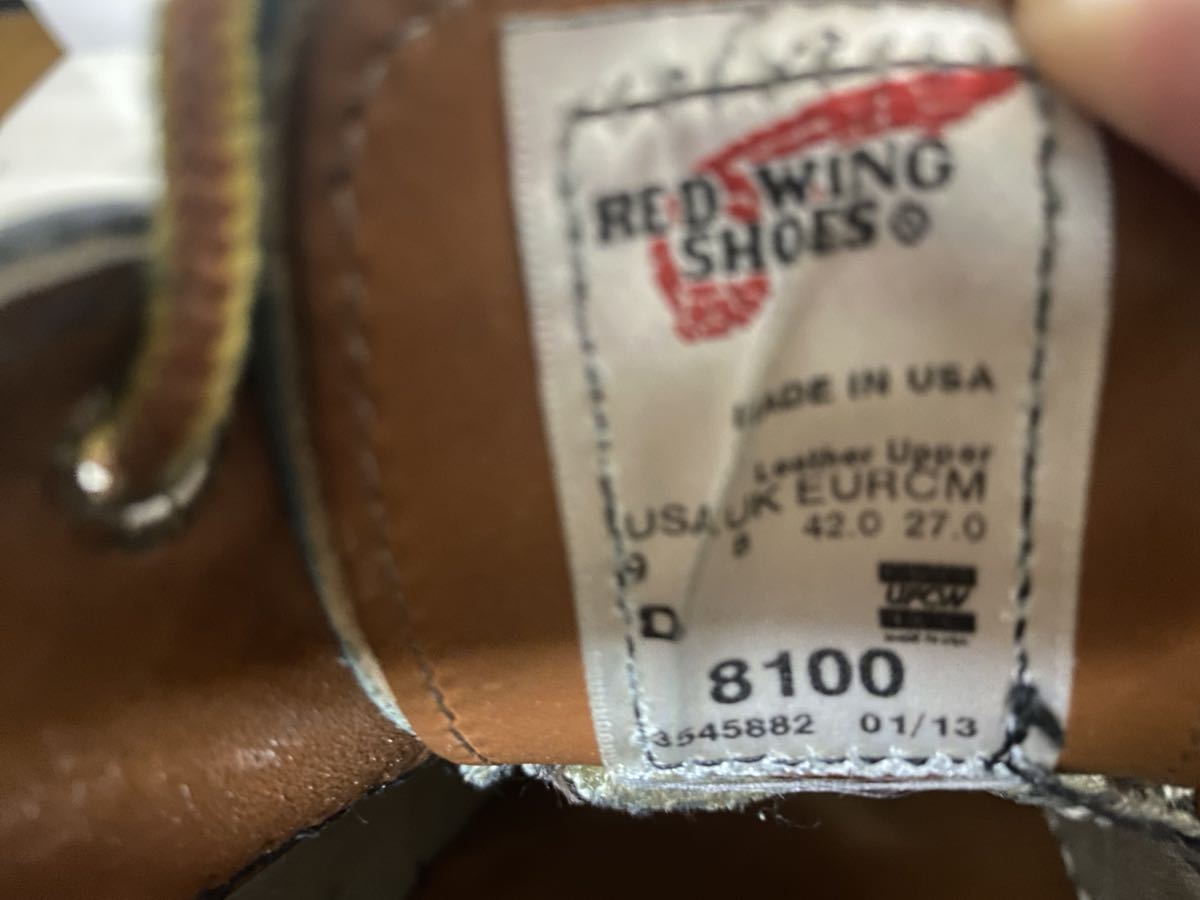 RED WING
SHOES
MADE IN USA
Leather Upper
USA UK EUR CM
9 8 42.0 27.0
D
UFCW
8100
3545882 01/13